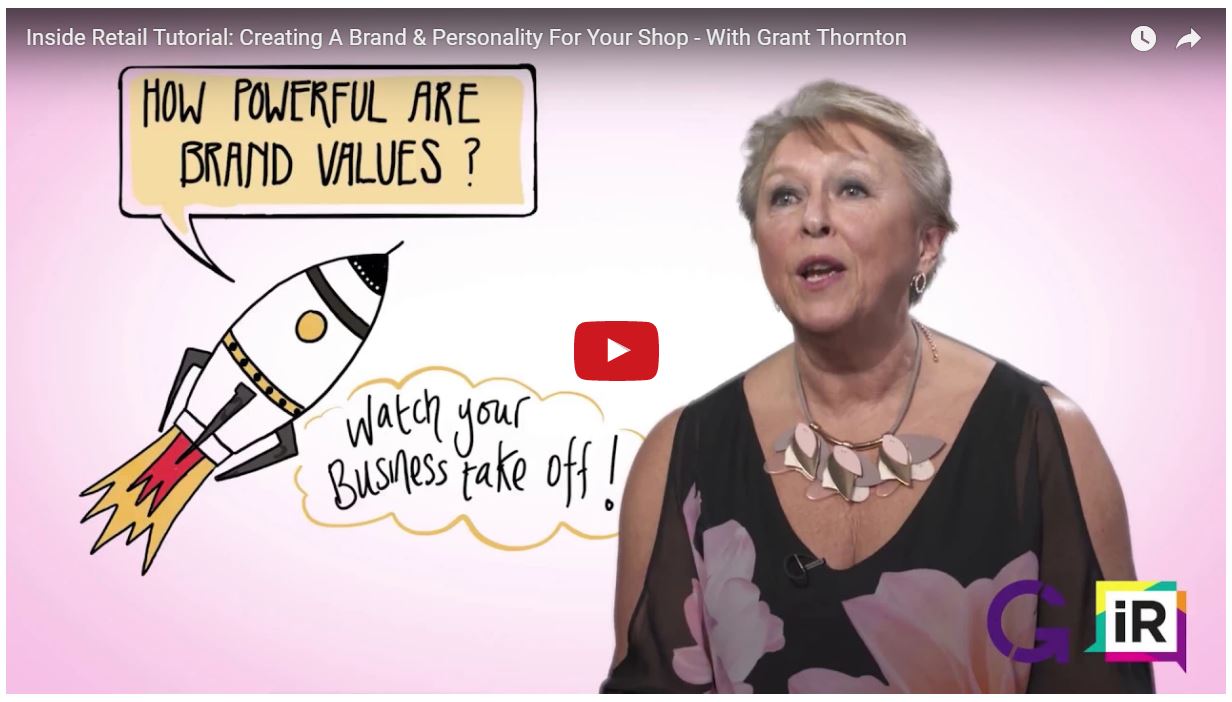 Inside Retail Tutorial: Creating A Brand & Personality For Your Shop - With Grant Thornton
HOW POWERFUL ARE
BRAND VALUES ?
Watch your
Business take off !
iR